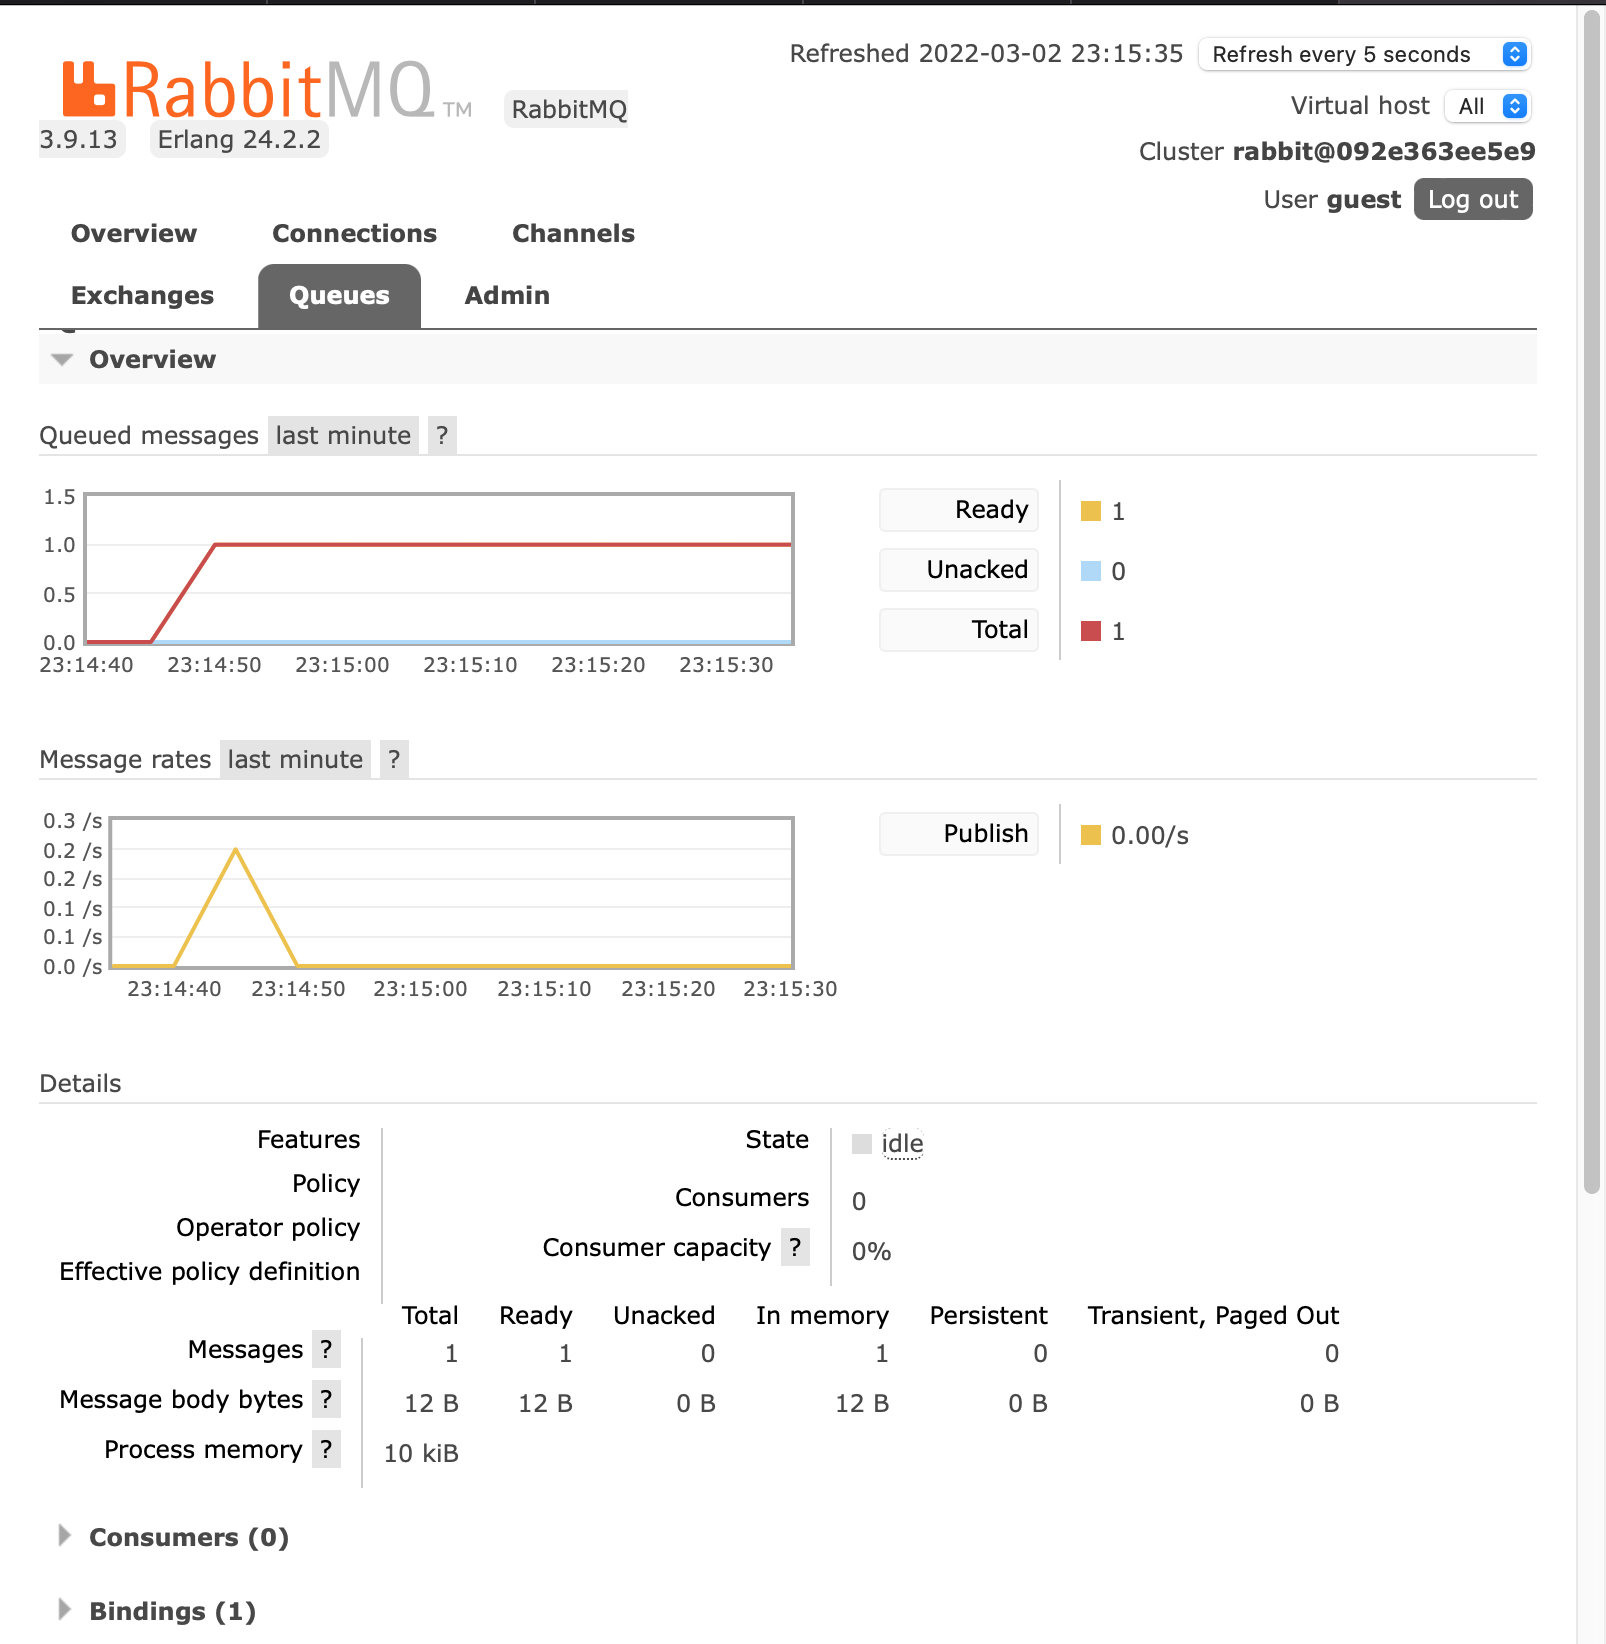 Refreshed 2022-03-02 23:15:35 Refresh every 5 seconds
RabbitMQ TM RabbitMQ
3.9.13 Erlang 24.2.2
Virtual host All
Cluster rabbit@092e363ee5e9
User guest Log out
Overview Connections Channels
Exchanges Queues Admin
Overview
Queued messages last minute ?
1.5
1.0
0.5
0.0
23:14:40 23:14:50 23:15:00 23:15:10 23:15:20 23:15:30
Ready 1
Unacked 0
Total 1
Message rates last minute ?
0.3 /s
0.2 /s
0.2 /s
0.1 /s
0.1 /s
0.0 /s
23:14:40 23:14:50 23:15:00 23:15:10 23:15:20 23:15:30
Publish 0.00/s
Details
Features
Policy
Operator policy
Effective policy definition
State idle
Consumers 0
Consumer capacity ? 0%
Total Ready Unacked In memory Persistent Transient, Paged Out
Messages ? 1 1 0 1 0 0
Message body bytes ? 12 B 12 B 0 B 12 B 0 B 0 B
Process memory ? 10 kiB
Consumers (0)
Bindings (1)